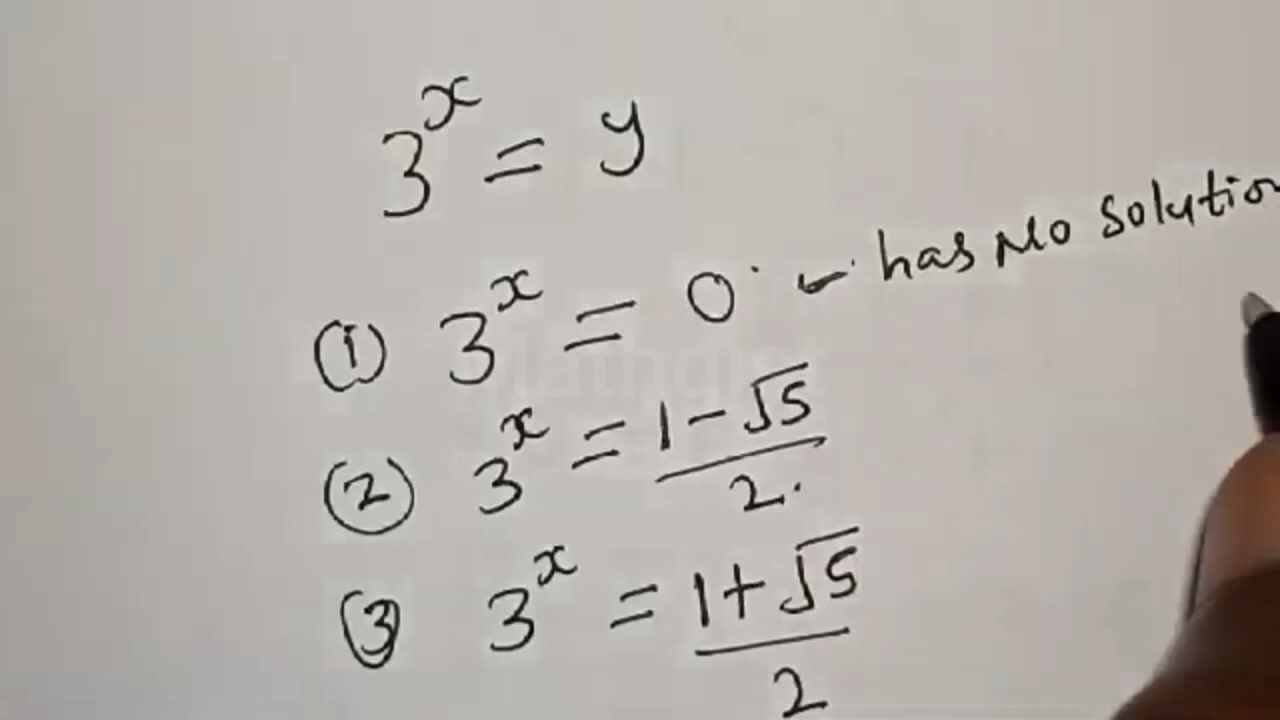 3^x = y
① 3^x = 0 - has No solution
② 3^x = (1-√5)/2.
③ 3^x = (1+√5)/2